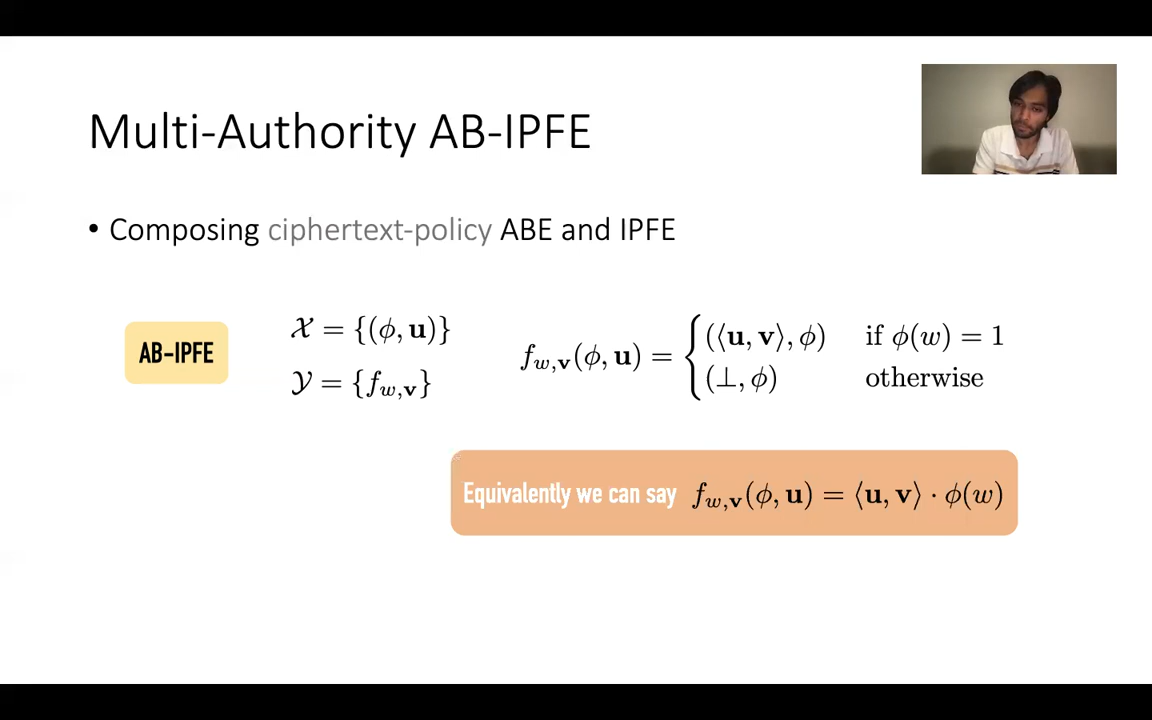 Multi-Authority AB-IPFE
• Composing ciphertext-policy ABE and IPFE
AB-IPFE
𝒳 = {(ϕ, 𝐮)}
𝒴 = {f_{w,𝐯}}
f_{w,𝐯}(ϕ, 𝐮) = { (⟨𝐮, 𝐯⟩, ϕ) if ϕ(w) = 1
(⊥, ϕ) otherwise
Equivalently we can say f_{w,𝐯}(ϕ, 𝐮) = ⟨𝐮, 𝐯⟩ · ϕ(w)